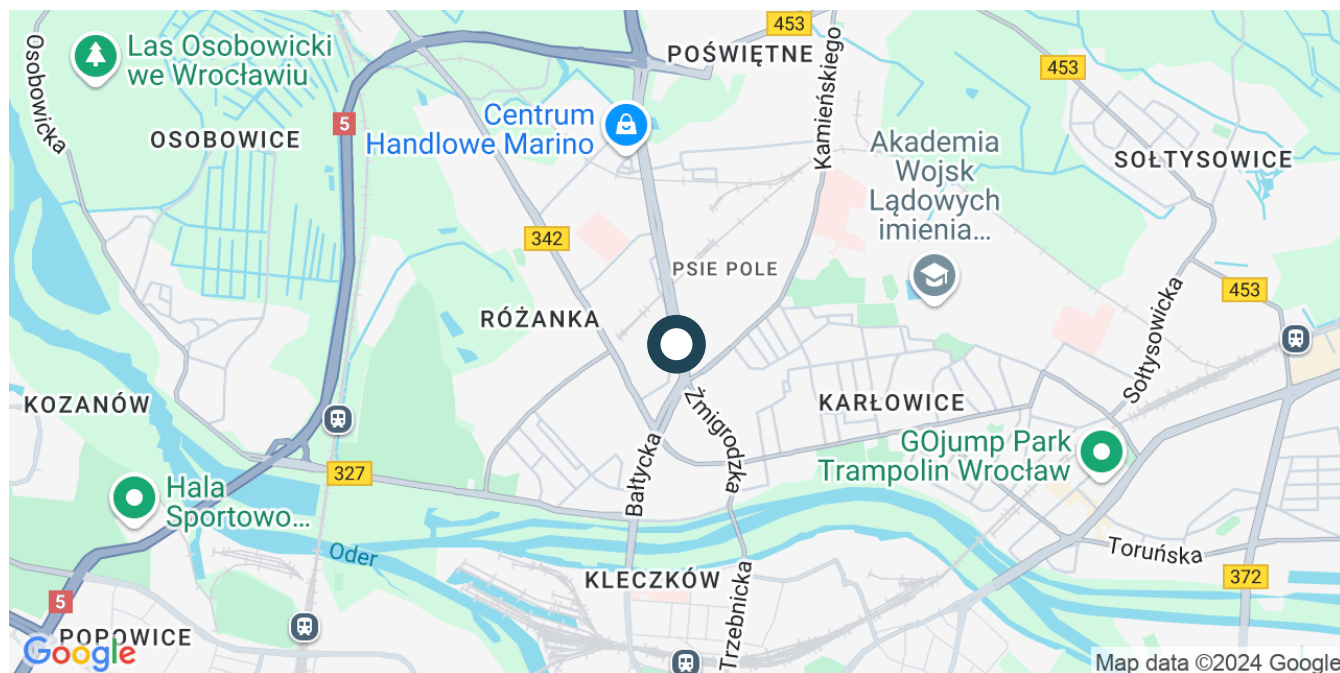 453
POŚWIĘTNE
Las Osobowicki
we Wrocławiu
Osobowicka
453
Kamieńskiego
5
Centrum
Handlowe Marino
OSOBOWICE
Akademia
Wojsk
Lądowych
imienia...
SOŁTYSOWICE
342
PSIE POLE
453
RÓŻANKA
Sołtysowicka
KOZANÓW
Żmigrodzka
KARŁOWICE
GOjump Park
Trampolin Wrocław
327
Bałtycka
Hala
Sportowo...
Oder
Toruńska
KLECZKÓW
372
5
Trzebnicka
POPOWICE
Google
Map data ©2024 Google